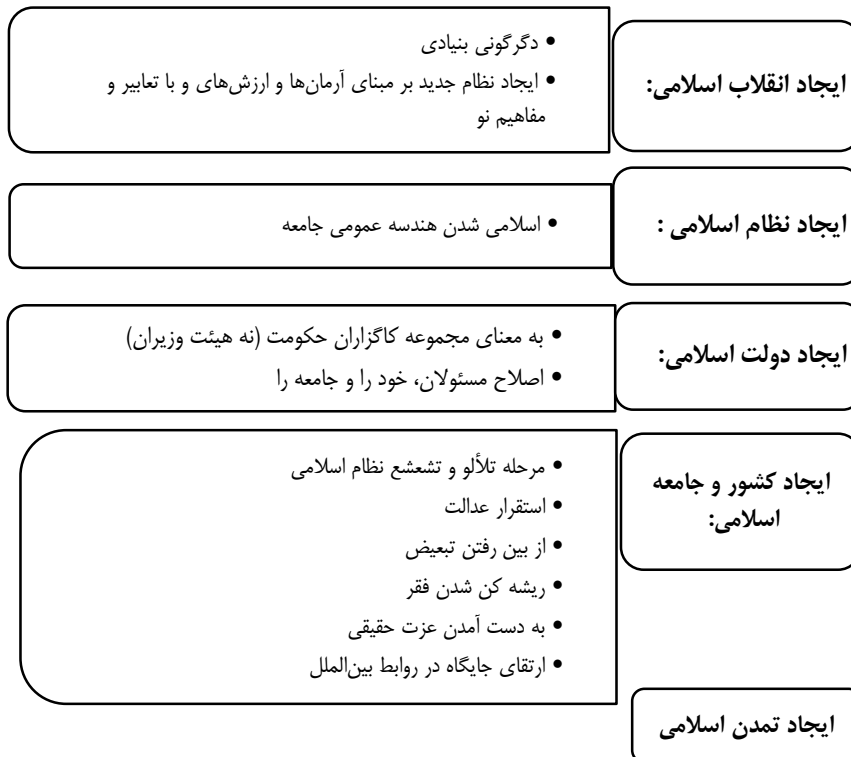 ایجاد انقلاب اسلامی:
• دگرگونی بنیادی
• ایجاد نظام جدید بر مبنای آرمان‌ها و ارزش‌های و با تعابیر و
مفاهیم نو
ایجاد نظام اسلامی :
• اسلامی شدن هندسه عمومی جامعه
ایجاد دولت اسلامی:
• به معنای مجموعه کاگزاران حکومت (نه هیئت وزیران)
• اصلاح مسئولان، خود را و جامعه را
ایجاد کشور و جامعه
اسلامی:
• مرحله تلألو و تشعشع نظام اسلامی
• استقرار عدالت
• از بین رفتن تبعیض
• ریشه کن شدن فقر
• به دست آمدن عزت حقیقی
• ارتقای جایگاه در روابط بین‌الملل
ایجاد تمدن اسلامی